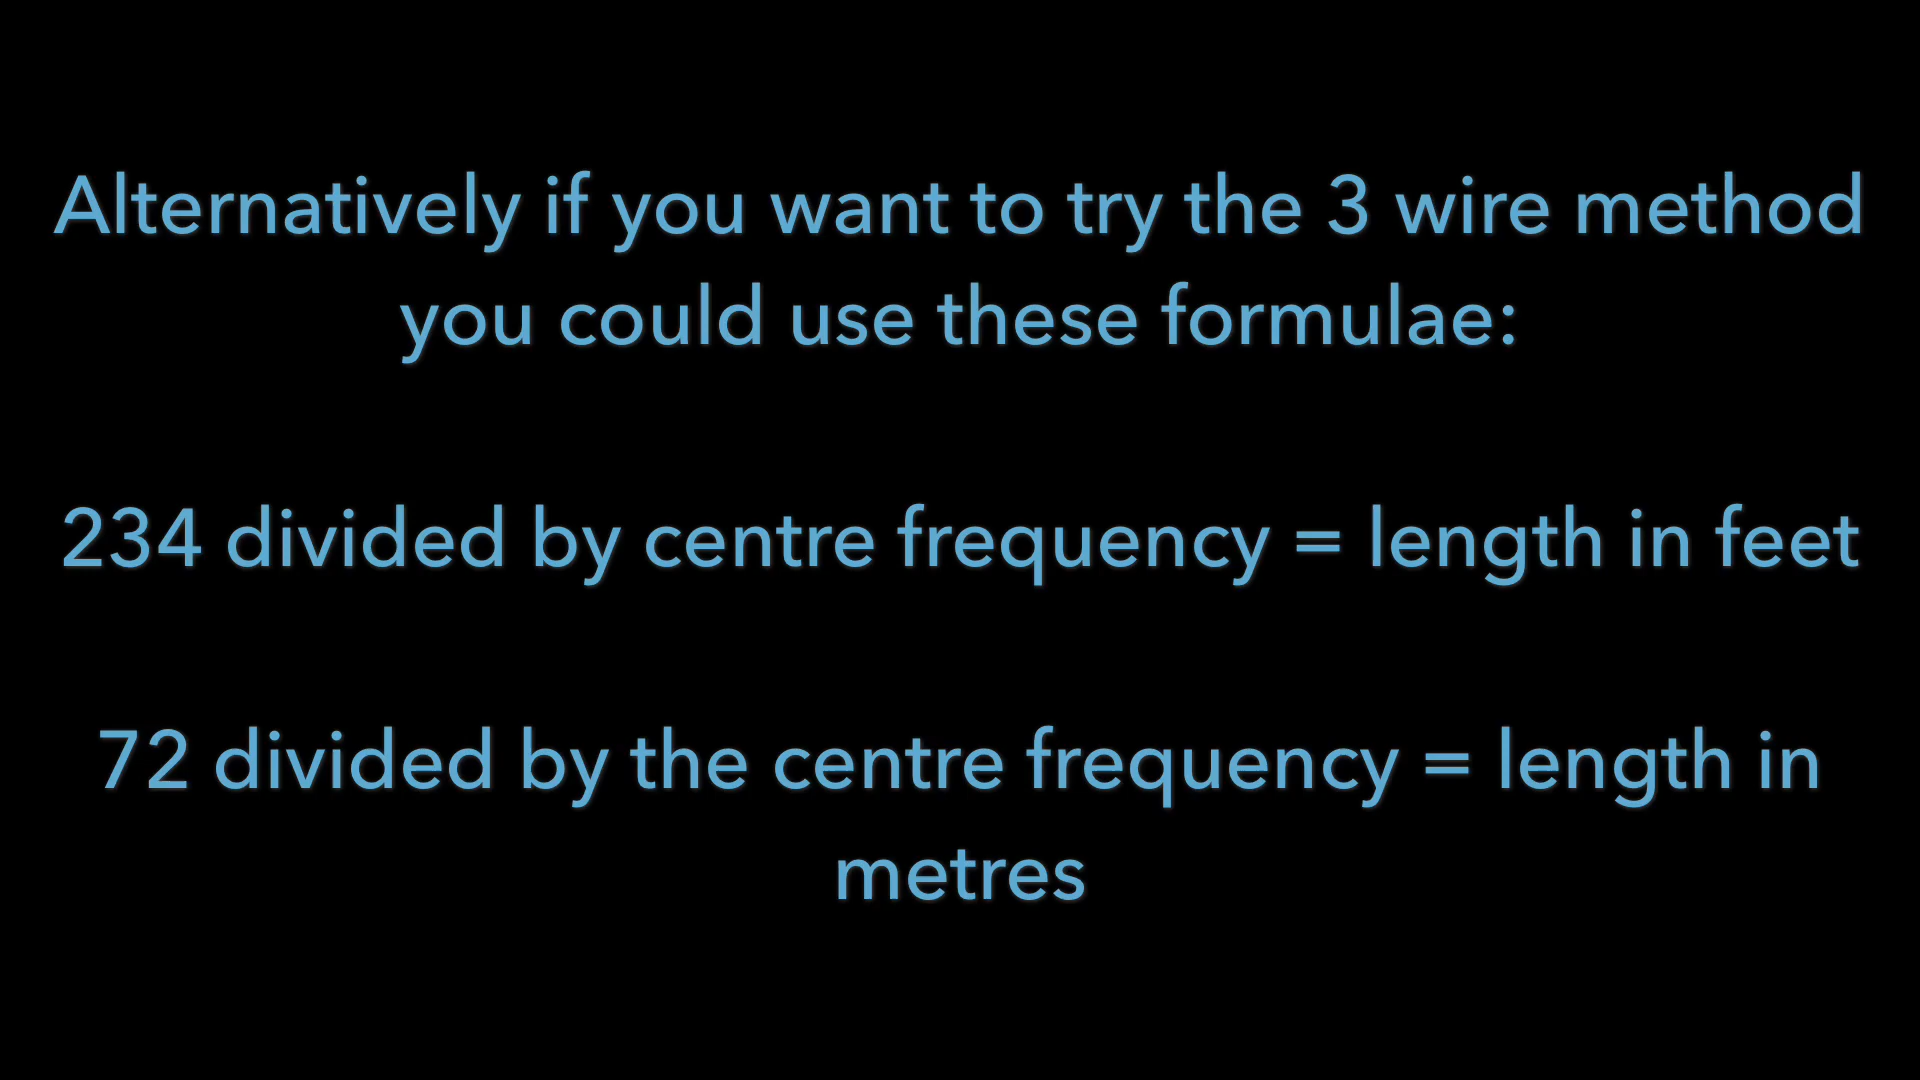 Alternatively if you want to try the 3 wire method
you could use these formulae:
234 divided by centre frequency = length in feet
72 divided by the centre frequency = length in
metres